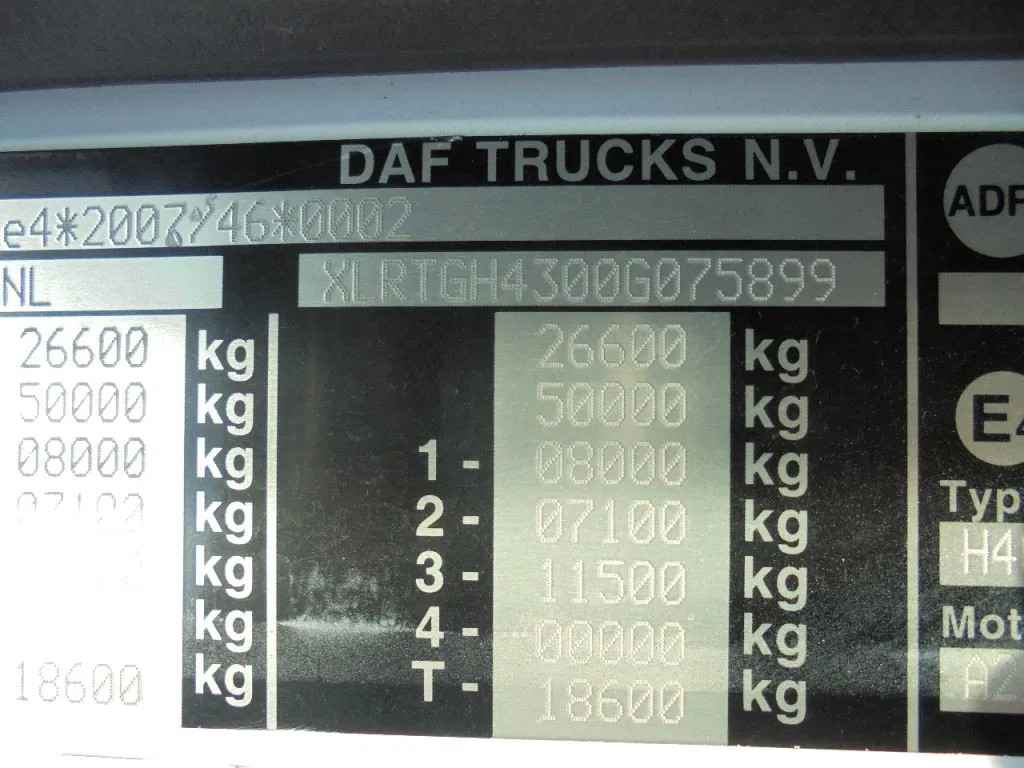 DAF TRUCKS N.V.
e4*2007/46*0002
NL XLRTGH4300G075899
26600 kg 26600 kg
50000 kg 50000 kg
08000 kg 1 - 08000 kg
07100 kg 2 - 07100 kg
kg 3 - 11500 kg
kg 4 - 00000 kg
18600 kg T - 18600 kg
ADR
E4
Typ
H4
Mot